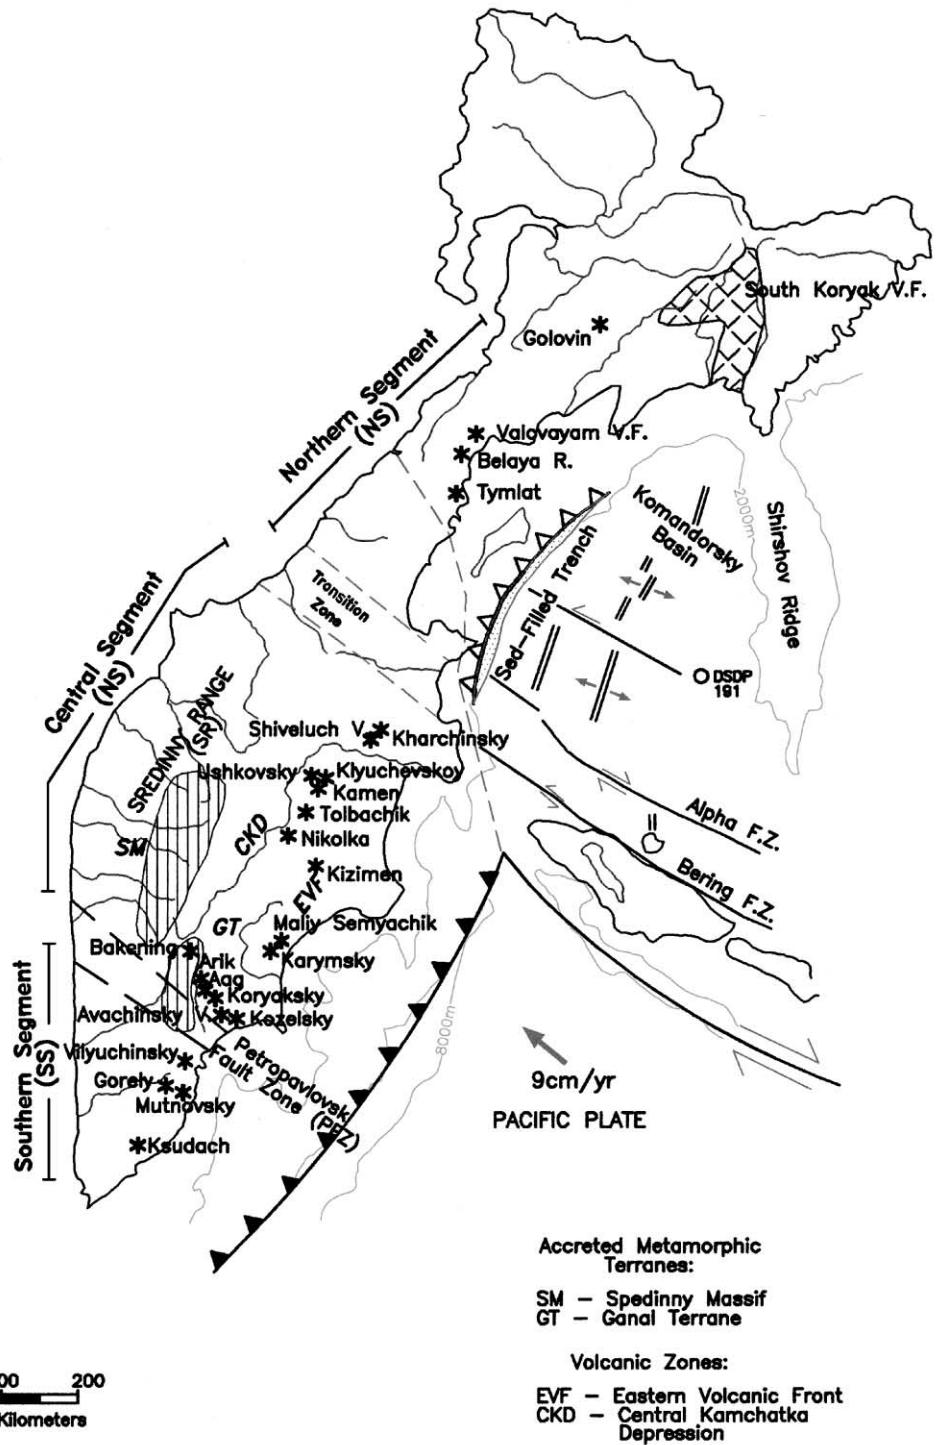 South Koryak V.F.
Golovin
Northern Segment
(NS)
Valovayam V.F.
Belaya R.
Tymlat
Komandorsky
Basin
2000m
Shirshov Ridge
Sed-Filled Trench
Transition
Zone
Central Segment
(NS)
DSDP
191
SREDINNY RANGE
(SR)
Shiveluch V.
Kharchinsky
Ushkovsky
Klyuchevskoy
Kamen
Tolbachik
Nikolka
CKD
SM
Kizimen
EVF
Alpha F.Z.
Bering F.Z.
GT
Maliy Semyachik
Karymsky
Bakening
Arik
Aag
Koryaksky
Avachinsky V.
Kozelsky
Southern Segment
(SS)
Vilyuchinsky
Petropavlovsk
Fault Zone (PFZ)
Gorely
Mutnovsky
Ksudach
8000m
9cm/yr
PACIFIC PLATE
Accreted Metamorphic
Terranes:
SM – Spedinny Massif
GT – Ganal Terrane
Volcanic Zones:
EVF – Eastern Volcanic Front
CKD – Central Kamchatka
Depression
00 200
Kilometers